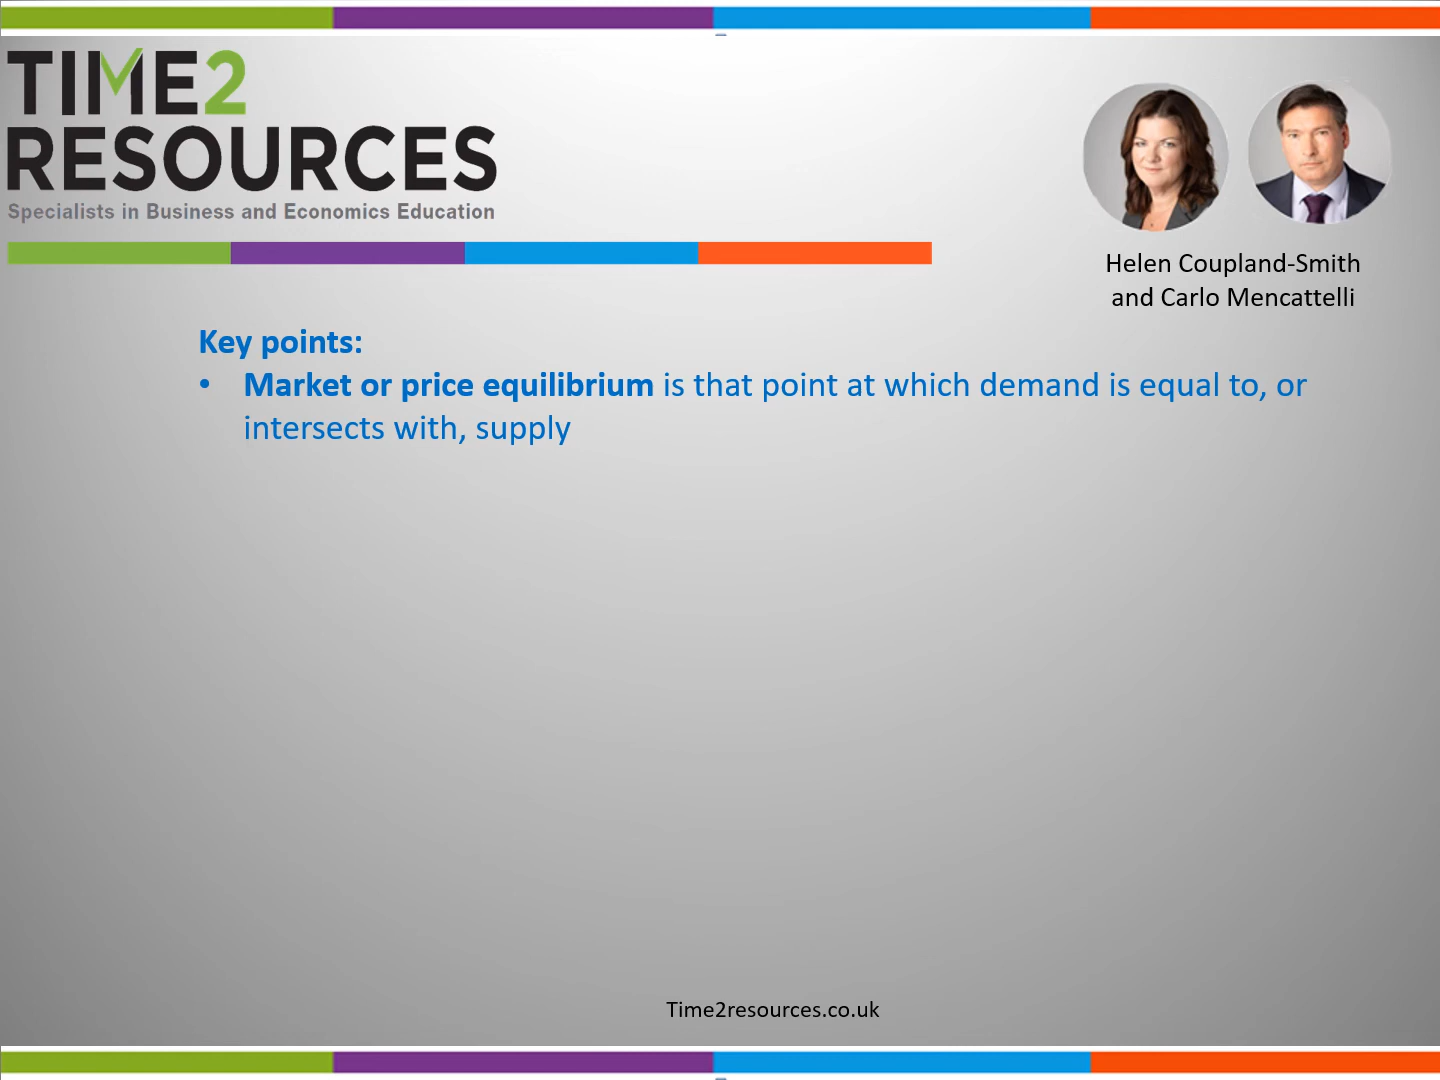 TIME2
RESOURCES
Specialists in Business and Economics Education
Helen Coupland-Smith
and Carlo Mencattelli
Key points:
• Market or price equilibrium is that point at which demand is equal to, or
intersects with, supply
Time2resources.co.uk